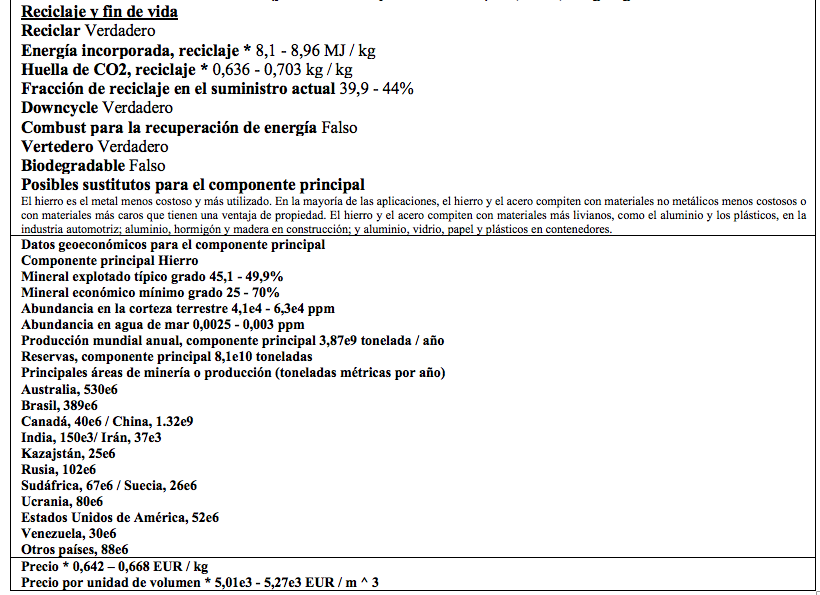 Reciclaje y fin de vida
Reciclar Verdadero
Energía incorporada, reciclaje * 8,1 - 8,96 MJ / kg
Huella de CO2, reciclaje * 0,636 - 0,703 kg / kg
Fracción de reciclaje en el suministro actual 39,9 - 44%
Downcycle Verdadero
Combust para la recuperación de energía Falso
Vertedero Verdadero
Biodegradable Falso
Posibles sustitutos para el componente principal
El hierro es el metal menos costoso y más utilizado. En la mayoría de las aplicaciones, el hierro y el acero compiten con materiales no metálicos menos costosos o
con materiales más caros que tienen una ventaja de propiedad. El hierro y el acero compiten con materiales más livianos, como el aluminio y los plásticos, en la
industria automotriz; aluminio, hormigón y madera en construcción; y aluminio, vidrio, papel y plásticos en contenedores.
Datos geoeconómicos para el componente principal
Componente principal Hierro
Mineral explotado típico grado 45,1 - 49,9%
Mineral económico mínimo grado 25 - 70%
Abundancia en la corteza terrestre 4,1e4 - 6,3e4 ppm
Abundancia en agua de mar 0,0025 - 0,003 ppm
Producción mundial anual, componente principal 3,87e9 tonelada / año
Reservas, componente principal 8,1e10 toneladas
Principales áreas de minería o producción (toneladas métricas por año)
Australia, 530e6
Brasil, 389e6
Canadá, 40e6 / China, 1.32e9
India, 150e3/ Irán, 37e3
Kazajstán, 25e6
Rusia, 102e6
Sudáfrica, 67e6 / Suecia, 26e6
Ucrania, 80e6
Estados Unidos de América, 52e6
Venezuela, 30e6
Otros países, 88e6
Precio * 0,642 – 0,668 EUR / kg
Precio por unidad de volumen * 5,01e3 - 5,27e3 EUR / m ^ 3